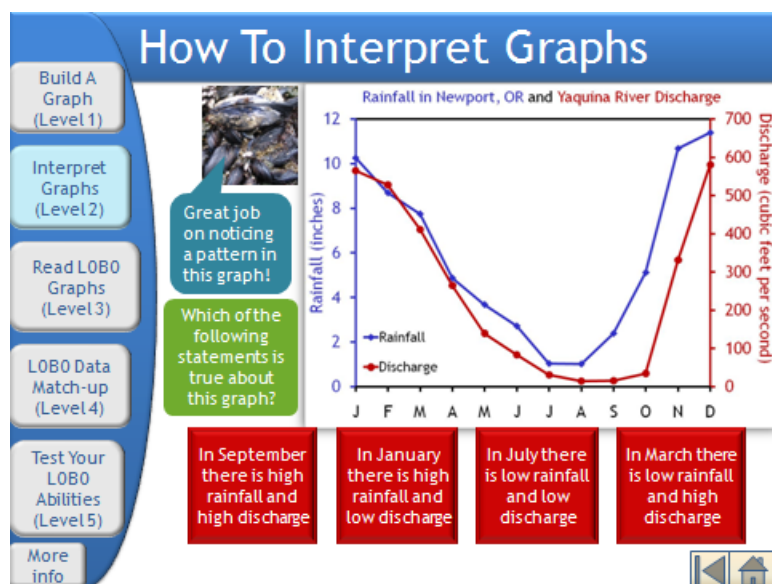 How To Interpret Graphs
Build A
Graph
(Level 1)
Interpret
Graphs
(Level 2)
Read LOBO
Graphs
(Level 3)
LOBO Data
Match-up
(Level 4)
Test Your
LOBO
Abilities
(Level 5)
More
info
Great job
on noticing
a pattern in
this graph!
Which of the
following
statements is
true about
this graph?
Rainfall in Newport, OR and Yaquina River Discharge
Rainfall (inches)
12
10
8
6
4
2
0
Rainfall
Discharge
J F M A M J J A S O N D
700
600
500
400
300
200
100
0
Discharge (cubic feet per second)
In September
there is high
rainfall and
high discharge
In January
there is high
rainfall and
low discharge
In July there
is low rainfall
and low
discharge
In March there
is low rainfall
and high
discharge